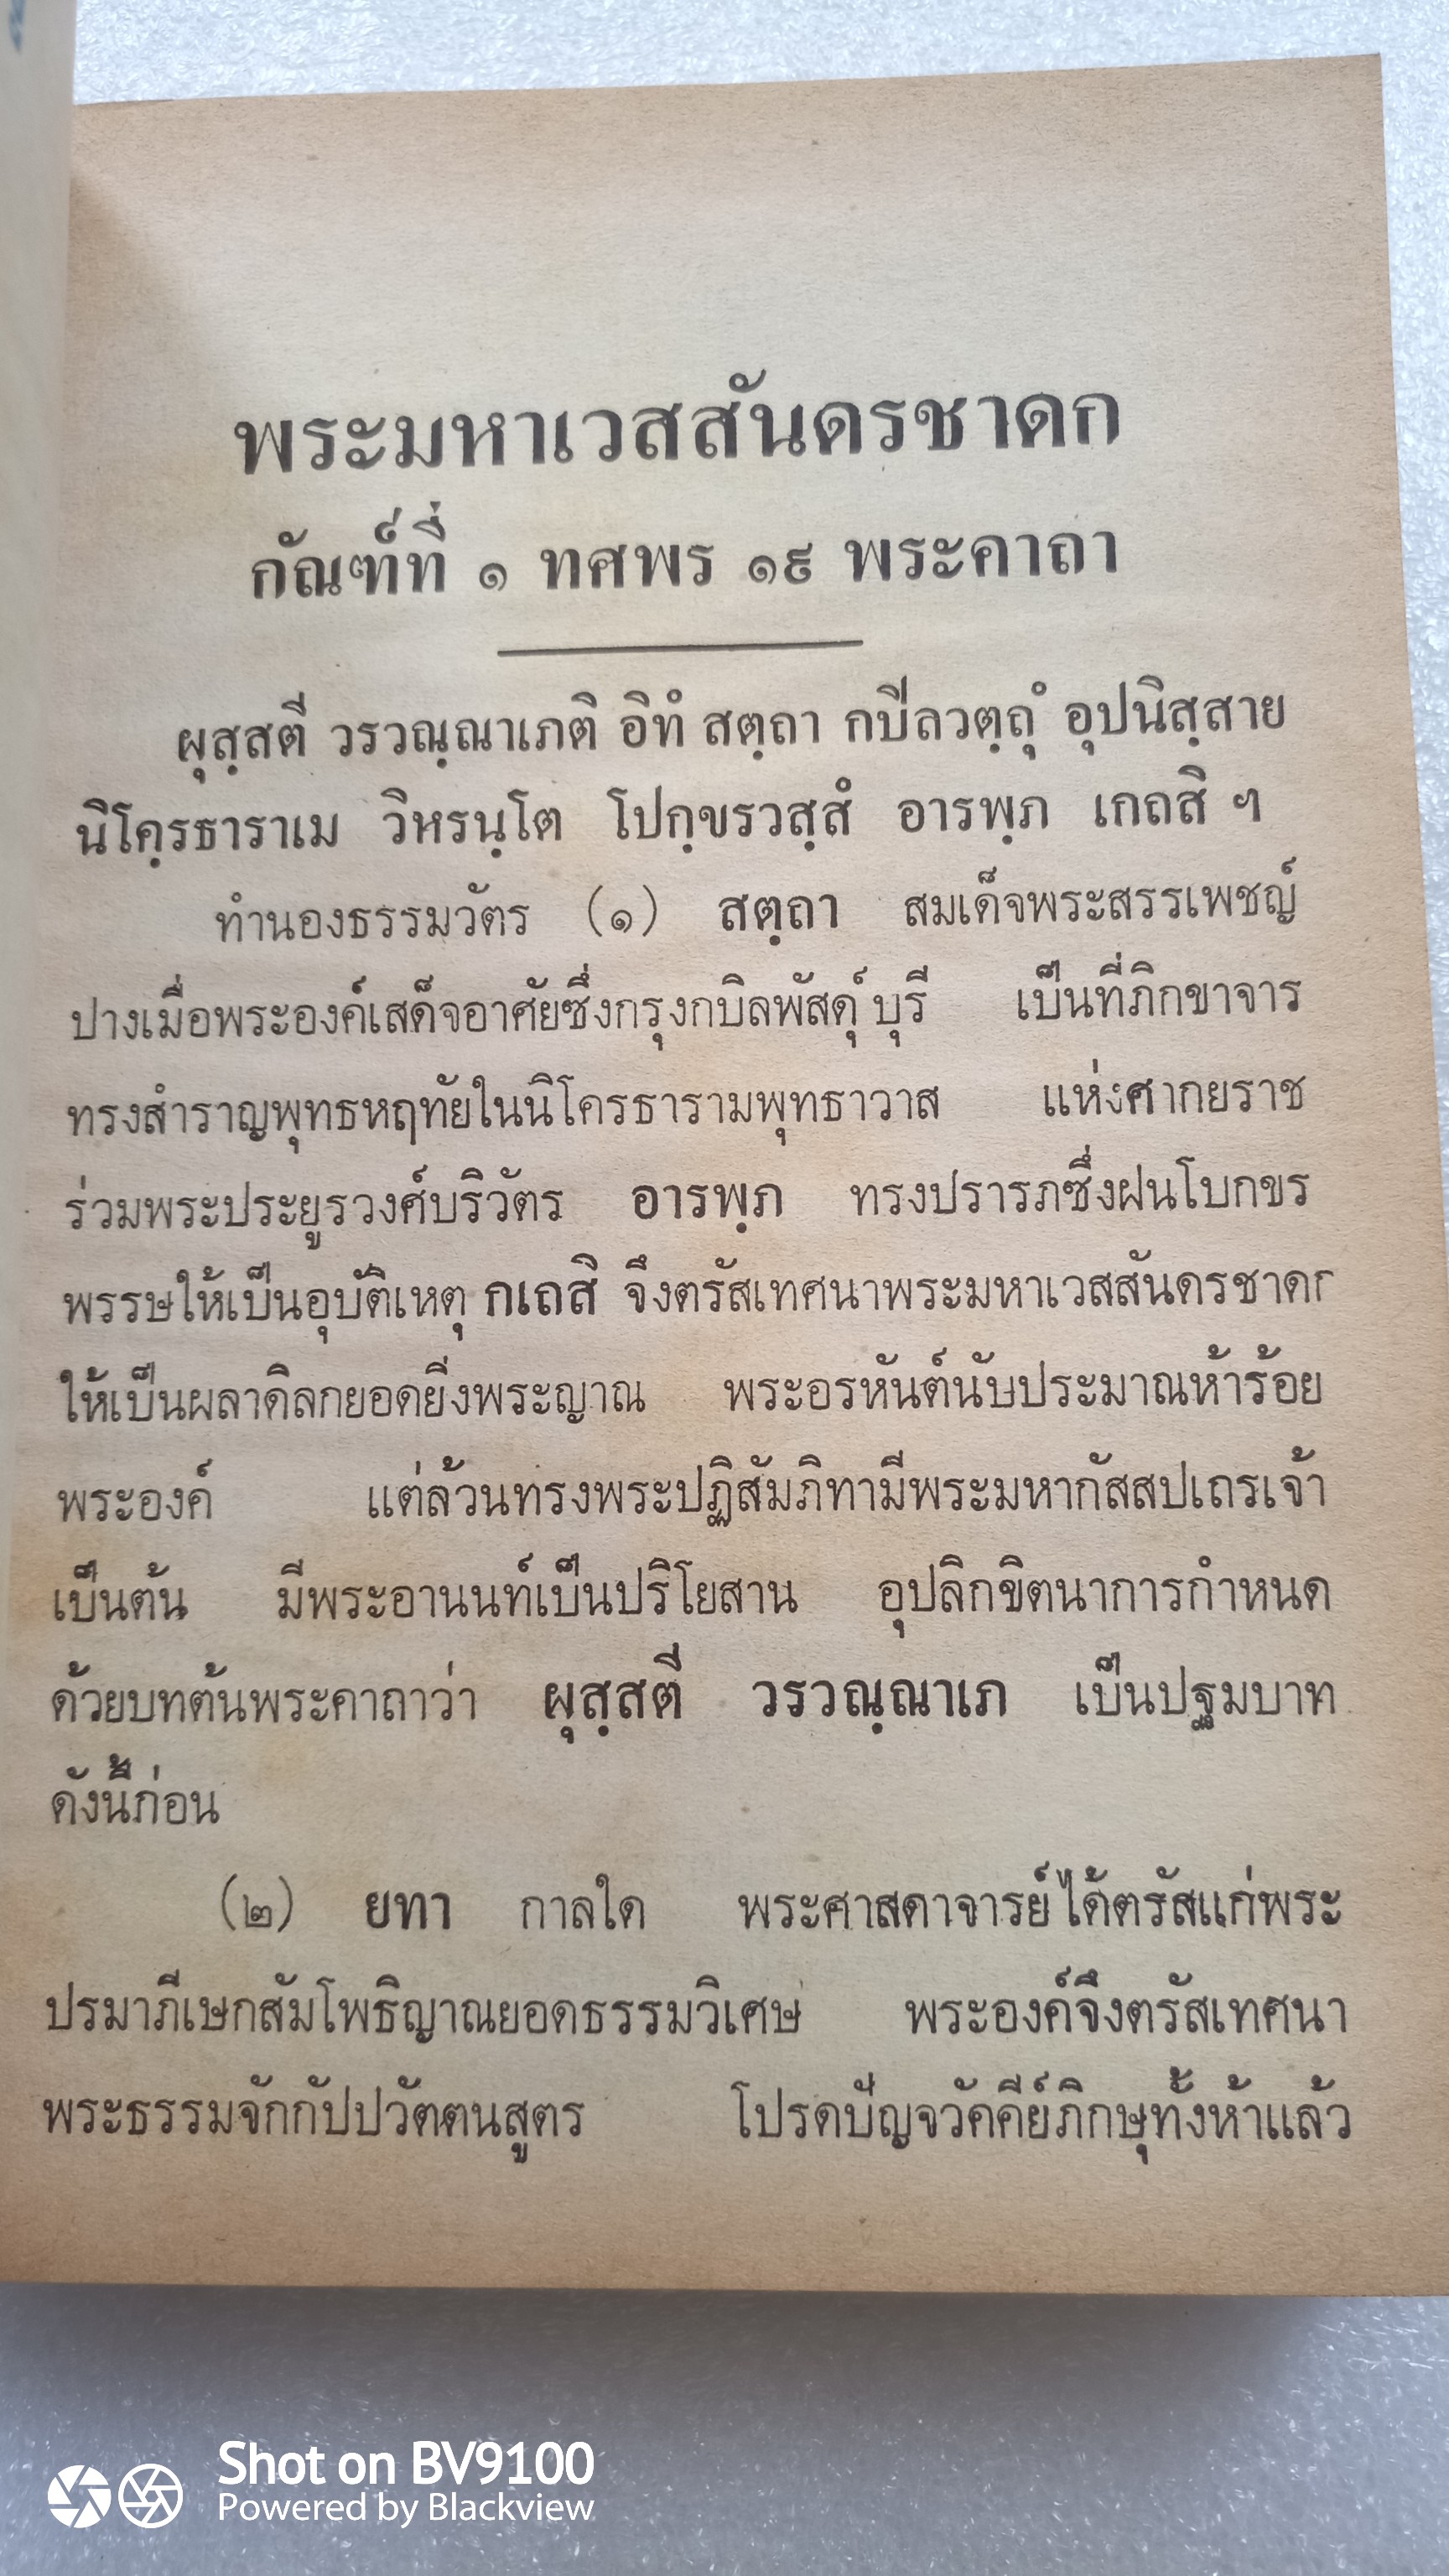 พระมหาเวสสันดรชาดก
กัณฑ์ที่ ๑ ทศพร ๑๙ พระคาถา
ผุสฺสตี วรวณฺณาเภติ อิทํ สตฺถา กปีลวตฺถุํ อุปนิสฺสาย
นิโคฺรธาราเม วิหรนฺโต โปกฺขรวสฺสํ อารพฺภ เกถสิ ฯ
ทำนองธรรมวัตร (๑) สตฺถา สมเด็จพระสรรเพชญ์
ปางเมื่อพระองค์เสด็จอาศัยซึ่งกรุงกบิลพัสดุ์ บุรี เป็นที่ภิกขาจาร
ทรงสำราญพุทธหฤทัยในนิโครธารามพุทธาวาส แห่งศากยราช
ร่วมพระประยูรวงศ์บริวัตร อารพฺภ ทรงปรารภซึ่งฝนโบกขร
พรรษให้เป็นอุบัติเหตุ กเถสิ จึงตรัสเทศนาพระมหาเวสสันดรชาดก
ให้เป็นผลาดิลกยอดยิ่งพระญาณ พระอรหันต์นับประมาณห้าร้อย
พระองค์ แต่ล้วนทรงพระปฏิสัมภิทามีพระมหากัสสปเถรเจ้า
เป็นต้น มีพระอานนท์เป็นปริโยสาน อุปลิกขิตนาการกำหนด
ด้วยบทต้นพระคาถาว่า ผุสฺสตี วรวณฺณาเภ เป็นปฐมบาท
ดังนี้ก่อน
(๒) ยทา กาลใด พระศาสดาจารย์ได้ตรัสแก่พระ
ปรมาภิเษกสัมโพธิญาณยอดธรรมวิเศษ พระองค์จึงตรัสเทศนา
พระธรรมจักกัปปวัตตนสูตร โปรดปัญจวัคคีย์ภิกษุทั้งห้าแล้ว
Shot on BV9100
Powered by Blackview